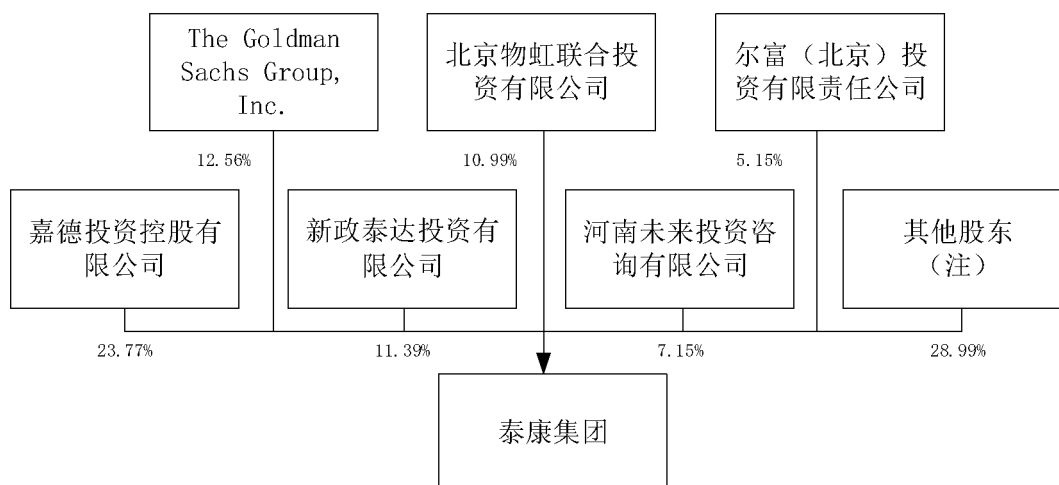 The Goldman
Sachs Group,
Inc.
北京物虹联合投
资有限公司
尔富（北京）投
资有限责任公司
12.56%
10.99%
5.15%
嘉德投资控股有
限公司
新政泰达投资有
限公司
河南未来投资咨
询有限公司
其他股东
（注）
23.77%
11.39%
7.15%
28.99%
泰康集团